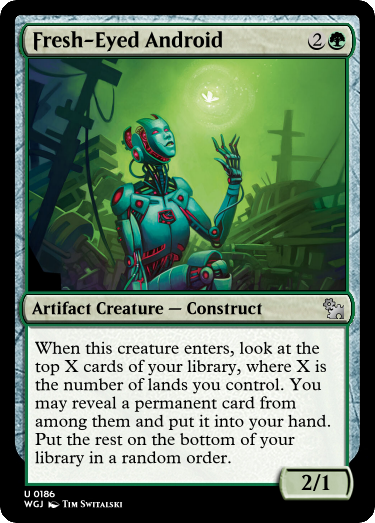 Fresh-Eyed Android 2
Artifact Creature — Construct
When this creature enters, look at the
top X cards of your library, where X is
the number of lands you control. You
may reveal a permanent card from
among them and put it into your hand.
Put the rest on the bottom of your
library in a random order.
2/1
U 0186
WGJ Tim Switalski